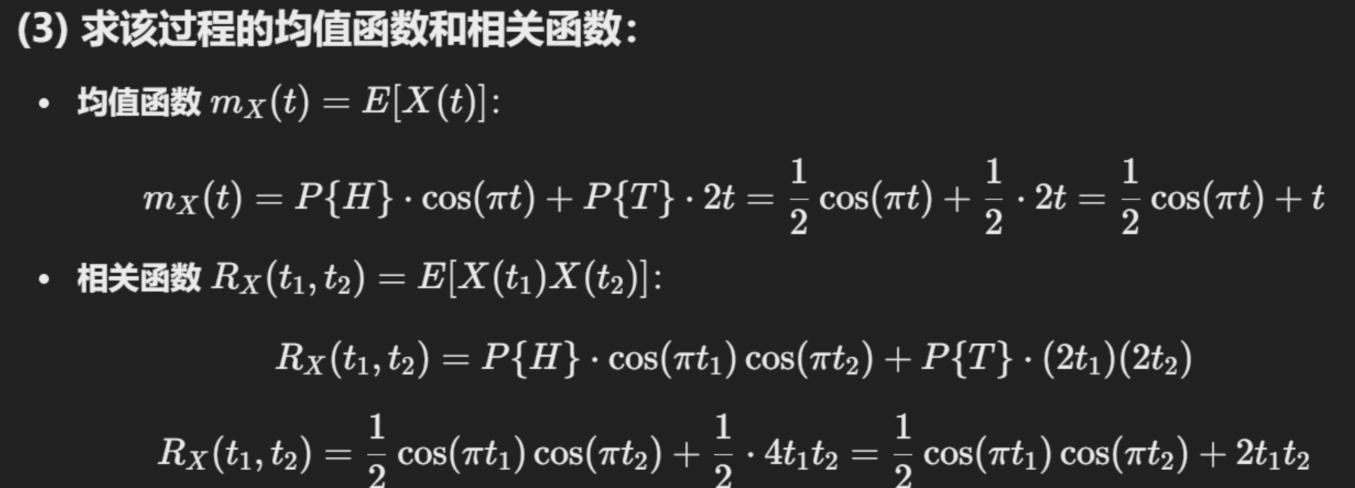 (3) 求该过程的均值函数和相关函数：
• 均值函数 $m_X(t) = E[X(t)]$:
$m_X(t) = P\{H\} \cdot \cos(\pi t) + P\{T\} \cdot 2t = \frac{1}{2}\cos(\pi t) + \frac{1}{2} \cdot 2t = \frac{1}{2}\cos(\pi t) + t$
• 相关函数 $R_X(t_1, t_2) = E[X(t_1)X(t_2)]$:
$R_X(t_1, t_2) = P\{H\} \cdot \cos(\pi t_1)\cos(\pi t_2) + P\{T\} \cdot (2t_1)(2t_2)$
$R_X(t_1, t_2) = \frac{1}{2}\cos(\pi t_1)\cos(\pi t_2) + \frac{1}{2} \cdot 4t_1t_2 = \frac{1}{2}\cos(\pi t_1)\cos(\pi t_2) + 2t_1t_2$